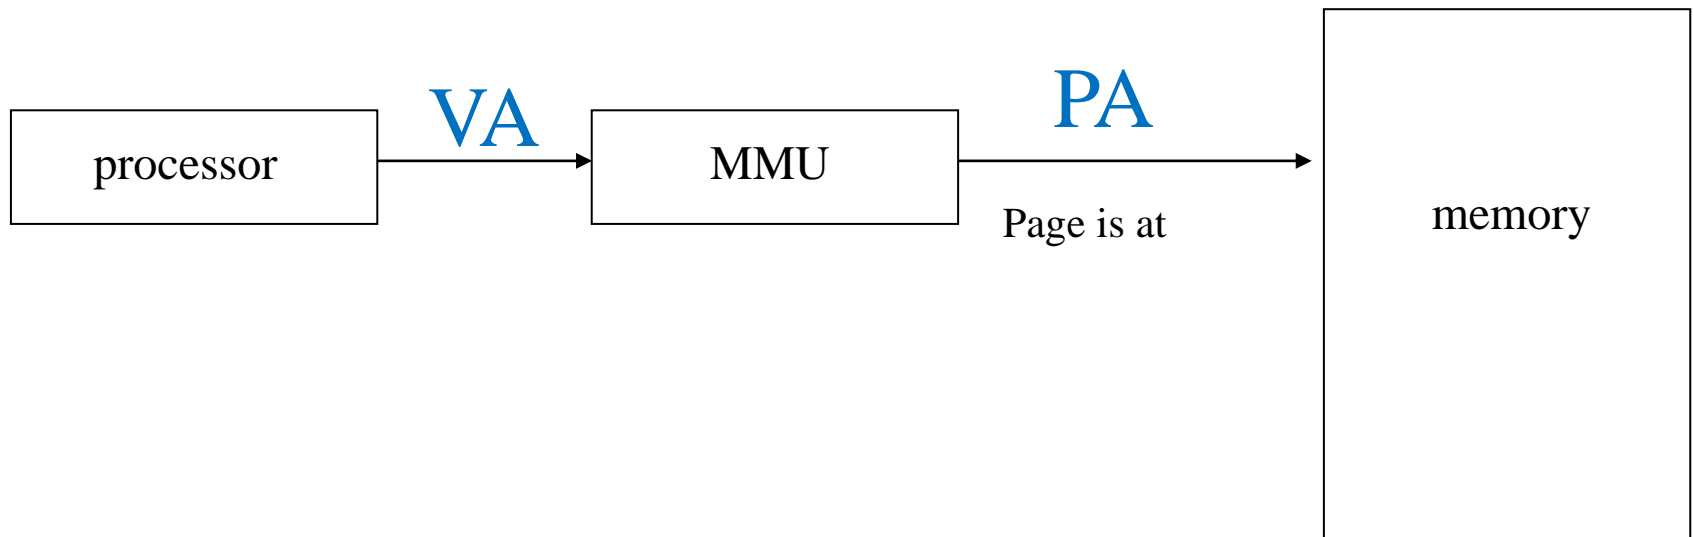 VA
PA
processor
MMU
memory
Page is at